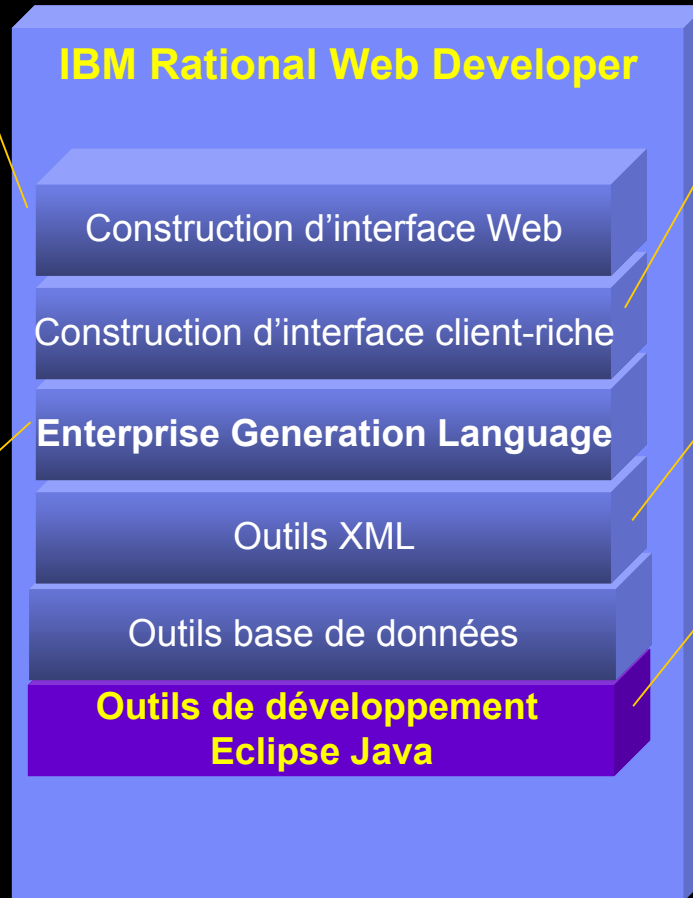 IBM Rational Web Developer
Construction d’interface Web
Construction d’interface client-riche
Enterprise Generation Language
Outils XML
Outils base de données
Outils de développement
Eclipse Java